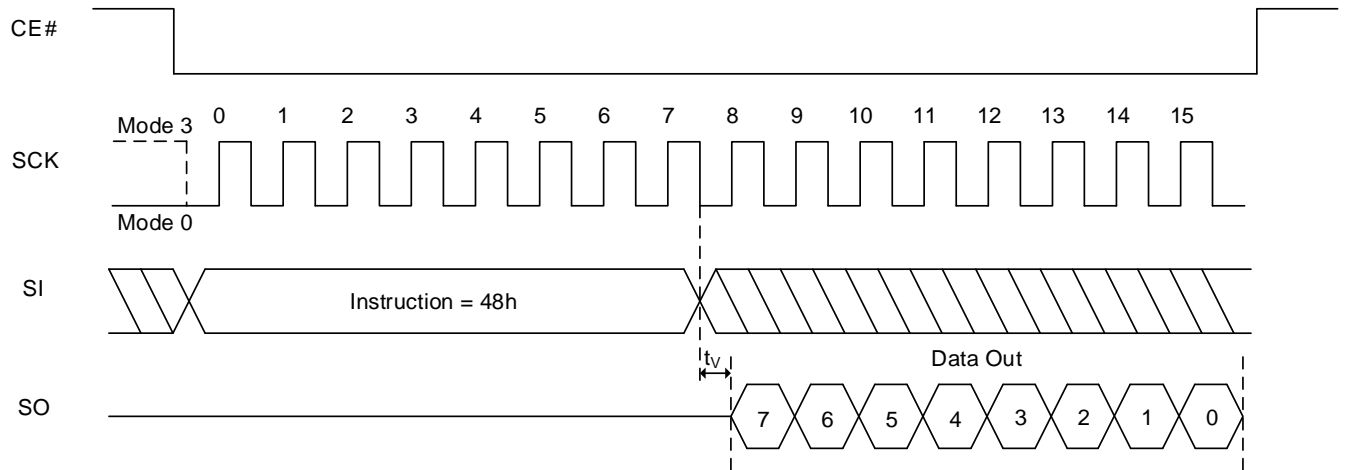 CE#
Mode 3
0 1 2 3 4 5 6 7 8 9 10 11 12 13 14 15
SCK
Mode 0
SI
Instruction = 48h
tV
Data Out
SO
7 6 5 4 3 2 1 0